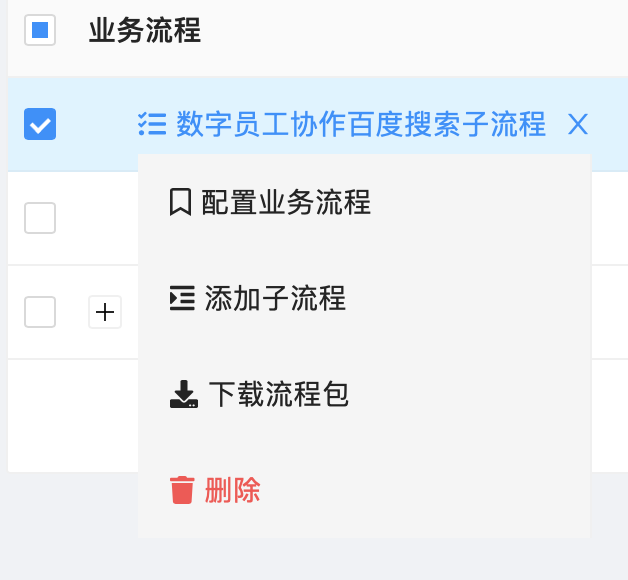 业务流程
数字员工协作百度搜索子流程
配置业务流程
添加子流程
下载流程包
删除